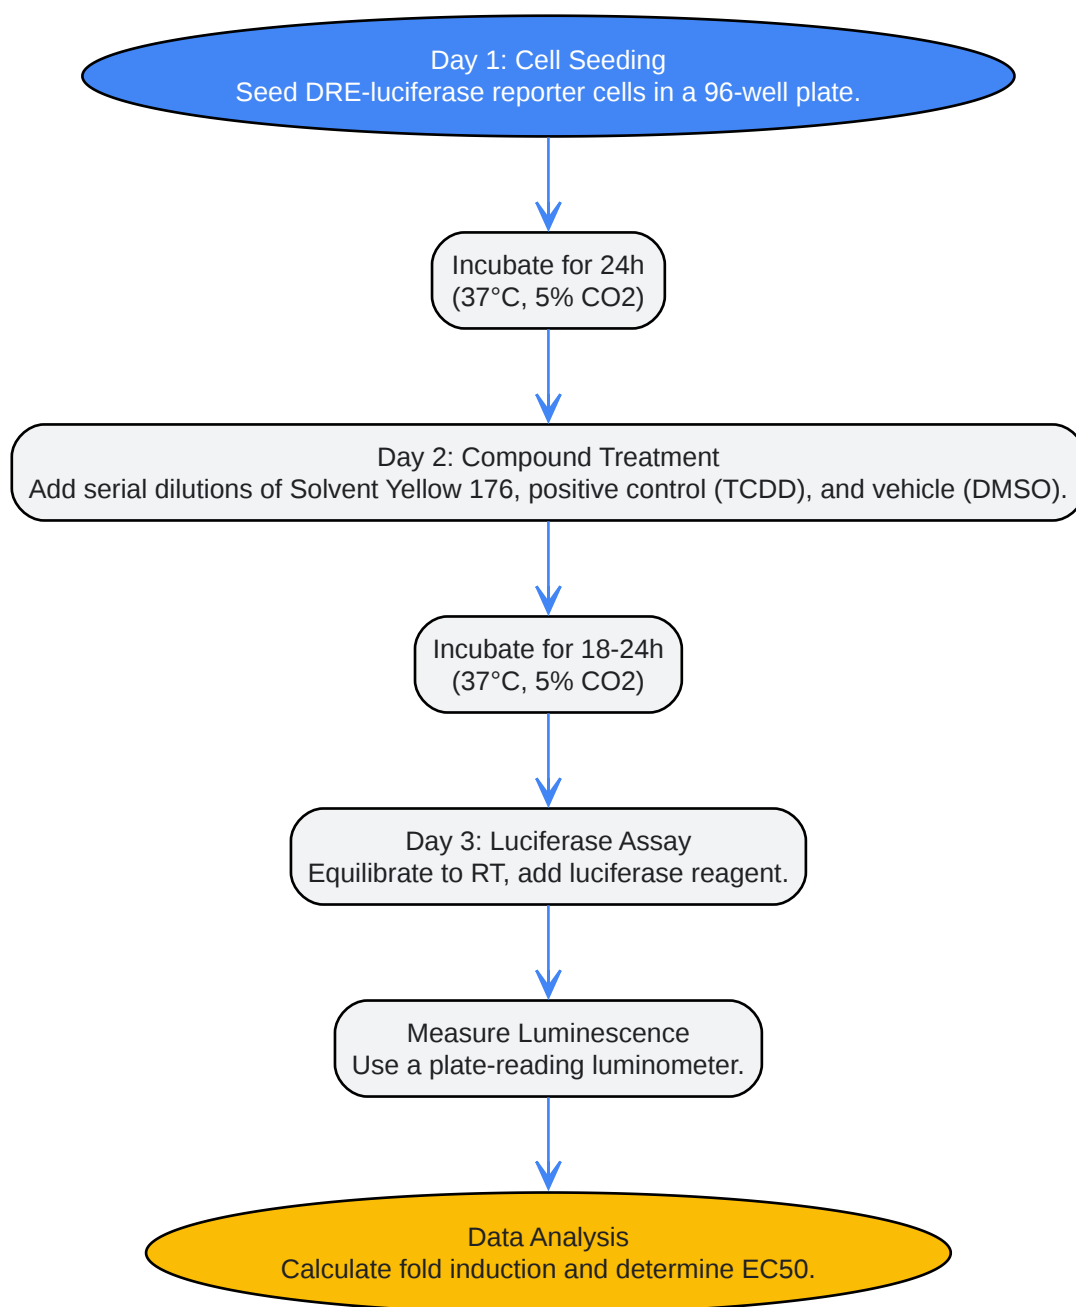 Day 1: Cell Seeding
Seed DRE-luciferase reporter cells in a 96-well plate.
Incubate for 24h
(37°C, 5% CO2)
Day 2: Compound Treatment
Add serial dilutions of Solvent Yellow 176, positive control (TCDD), and vehicle (DMSO).
Incubate for 18-24h
(37°C, 5% CO2)
Day 3: Luciferase Assay
Equilibrate to RT, add luciferase reagent.
Measure Luminescence
Use a plate-reading luminometer.
Data Analysis
Calculate fold induction and determine EC50.